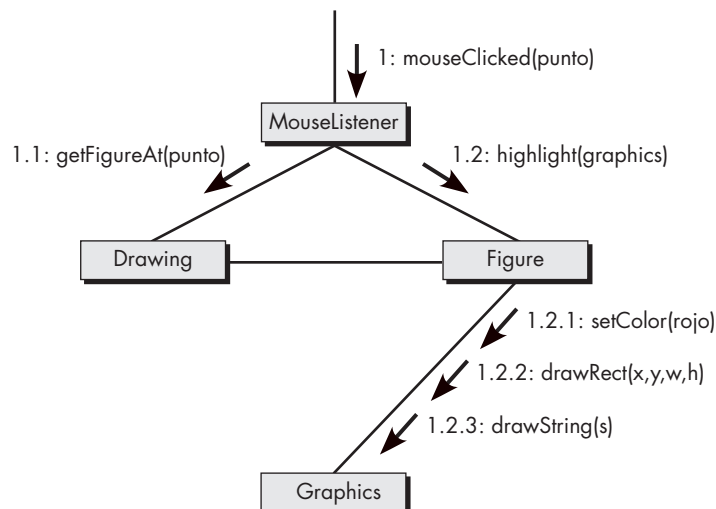 1: mouseClicked(punto)
MouseListener
1.1: getFigureAt(punto)
1.2: highlight(graphics)
Drawing
Figure
1.2.1: setColor(rojo)
1.2.2: drawRect(x,y,w,h)
1.2.3: drawString(s)
Graphics